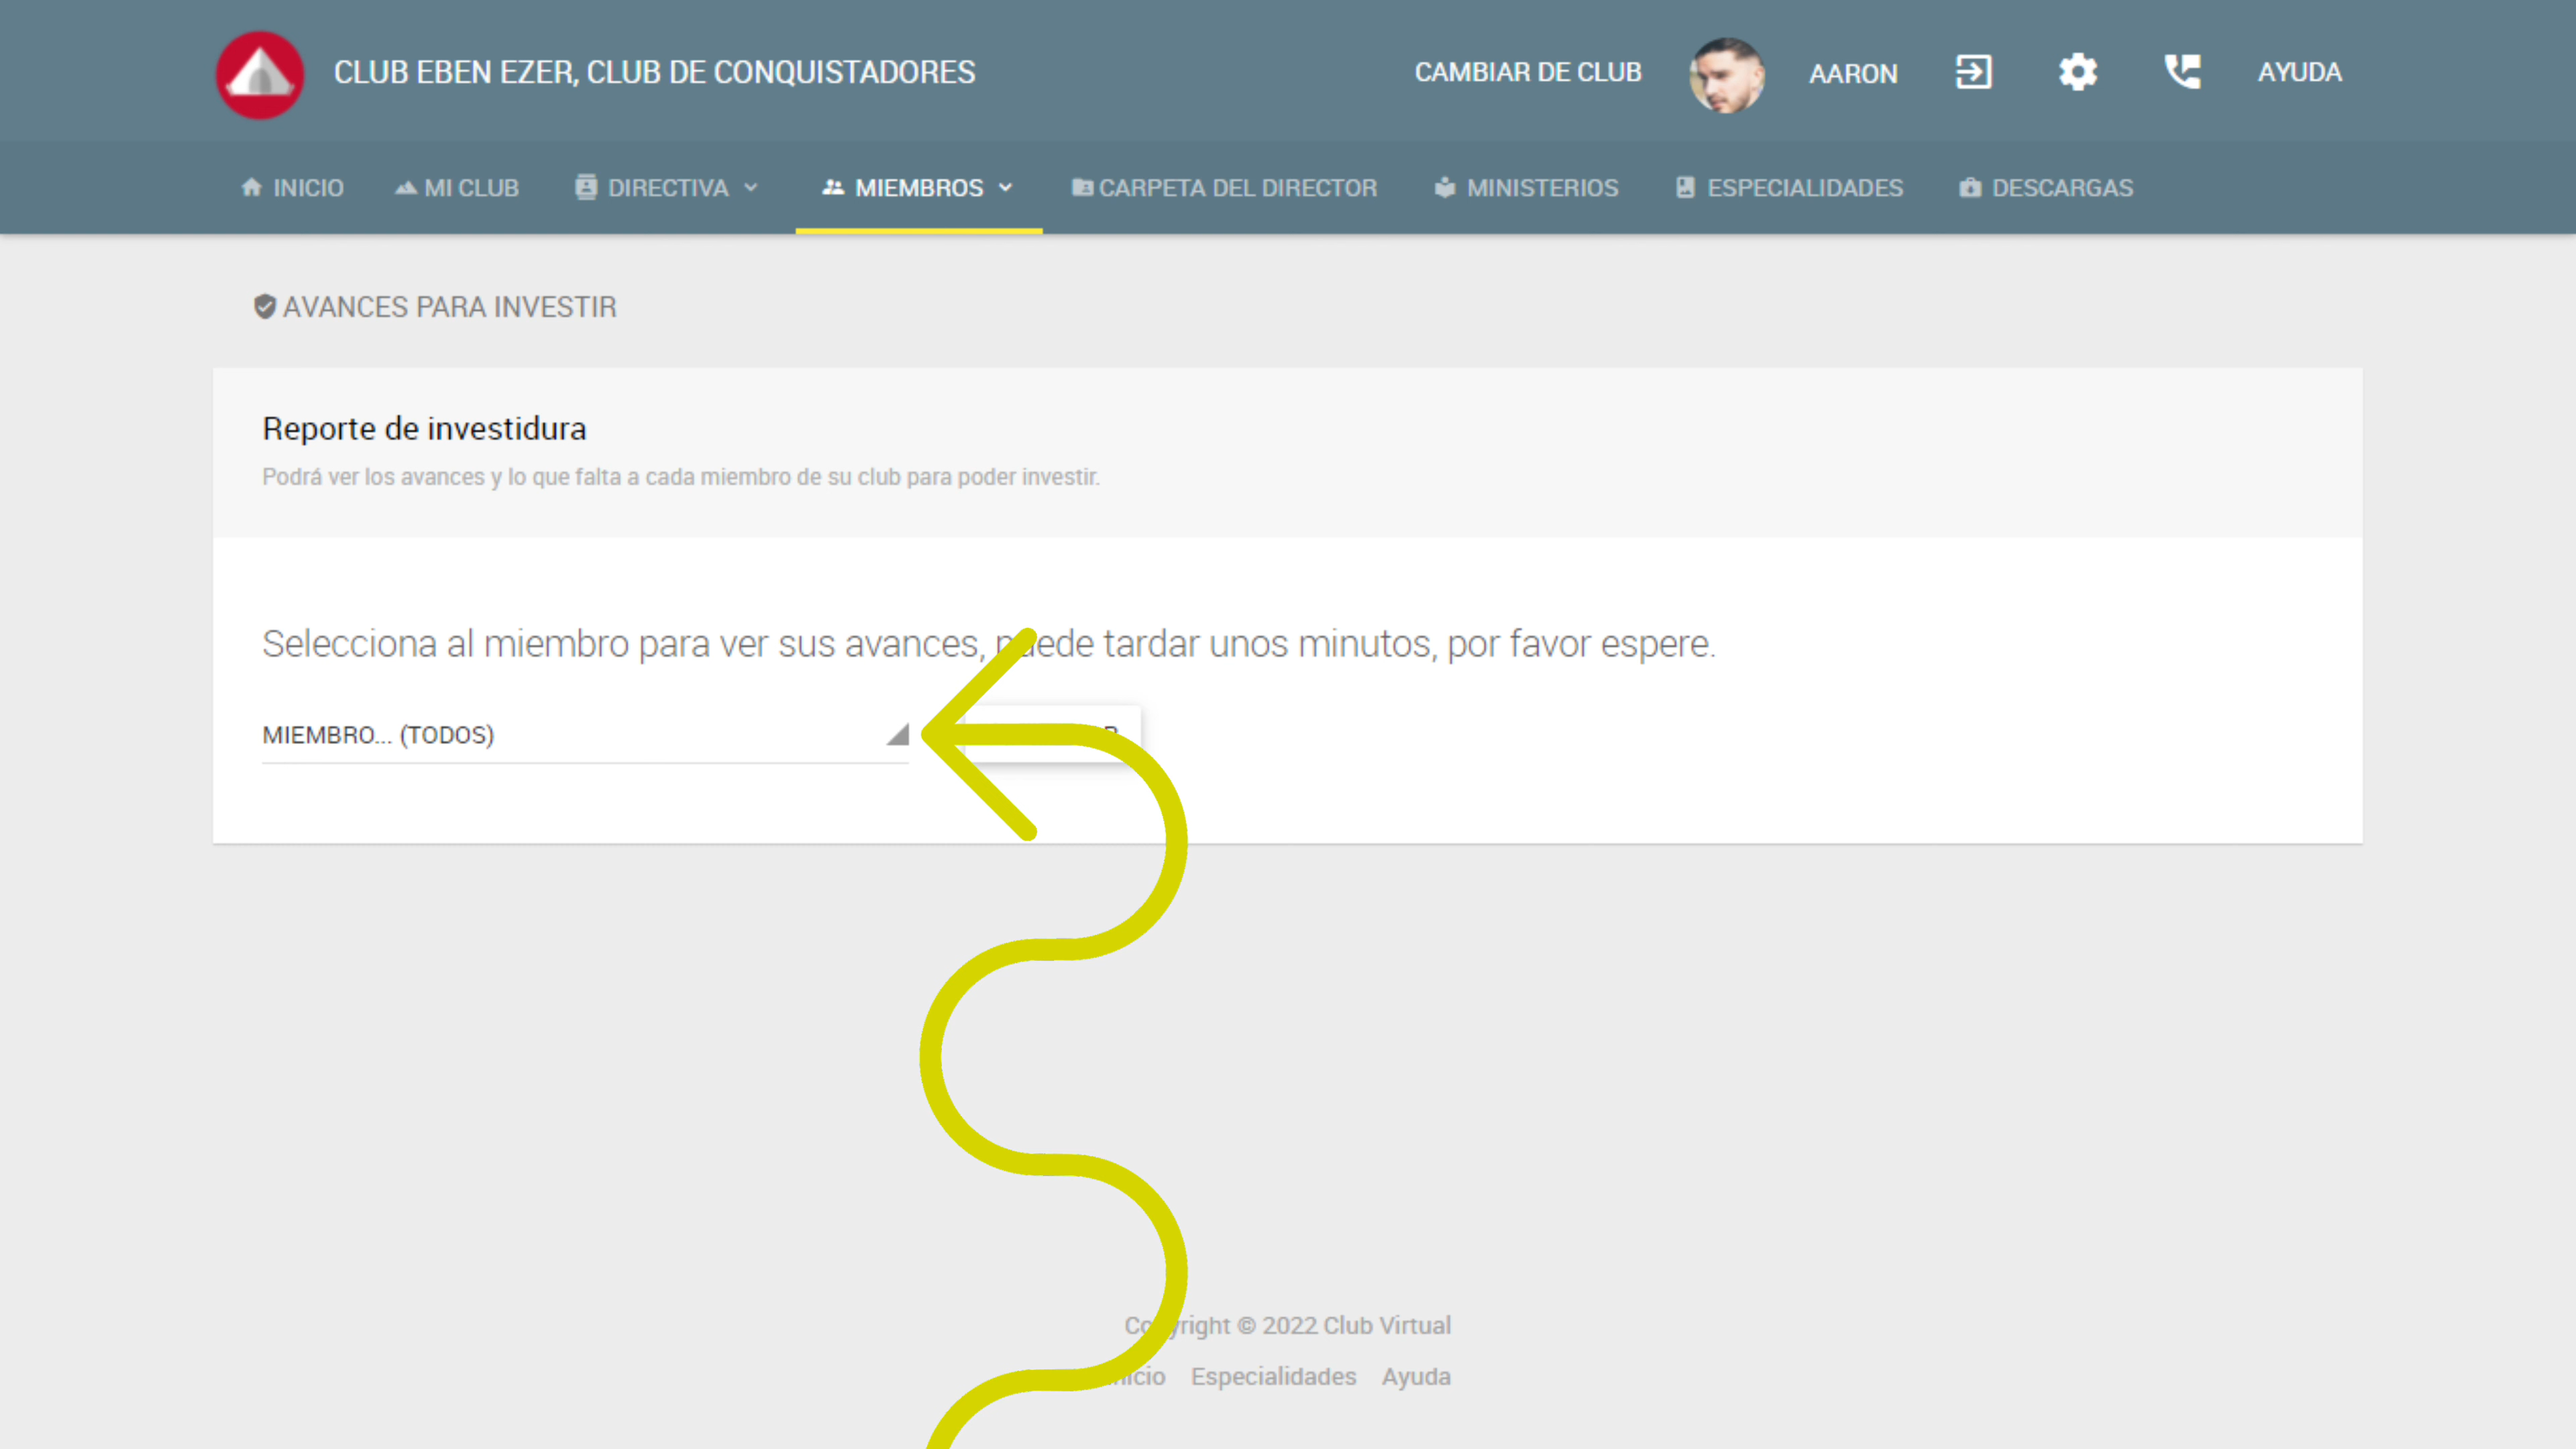 CLUB EBEN EZER, CLUB DE CONQUISTADORES
CAMBIAR DE CLUB AARON AYUDA
INICIO MI CLUB DIRECTIVA MIEMBROS CARPETA DEL DIRECTOR MINISTERIOS ESPECIALIDADES DESCARGAS
AVANCES PARA INVESTIR
Reporte de investidura
Podrá ver los avances y lo que falta a cada miembro de su club para poder investir.
Selecciona al miembro para ver sus avances, puede tardar unos minutos, por favor espere.
MIEMBRO... (TODOS)
Copyright © 2022 Club Virtual
Inicio Especialidades Ayuda